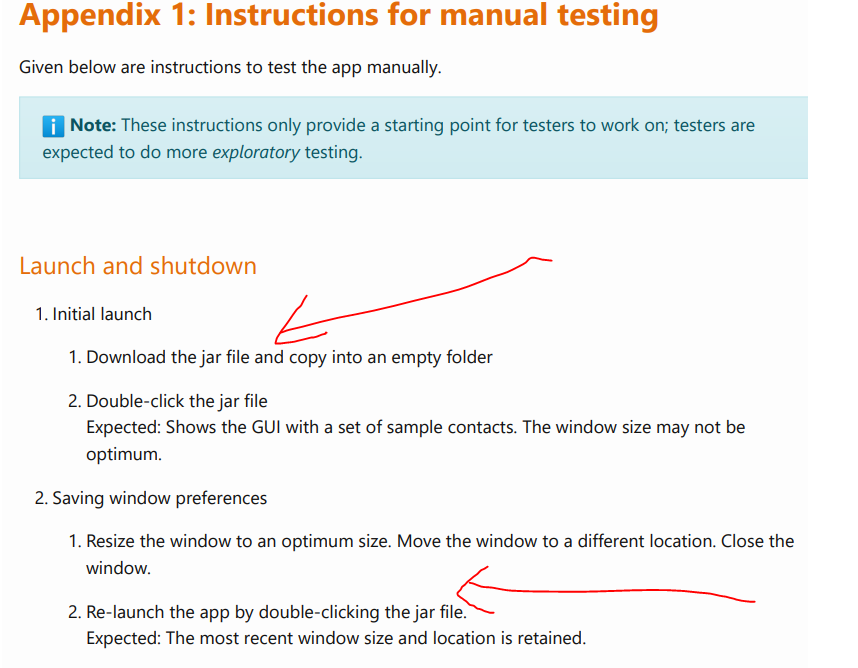 Appendix 1: Instructions for manual testing
Given below are instructions to test the app manually.
Note: These instructions only provide a starting point for testers to work on; testers are
expected to do more exploratory testing.
Launch and shutdown
1. Initial launch
1. Download the jar file and copy into an empty folder
2. Double-click the jar file
Expected: Shows the GUI with a set of sample contacts. The window size may not be
optimum.
2. Saving window preferences
1. Resize the window to an optimum size. Move the window to a different location. Close the
window.
2. Re-launch the app by double-clicking the jar file.
Expected: The most recent window size and location is retained.